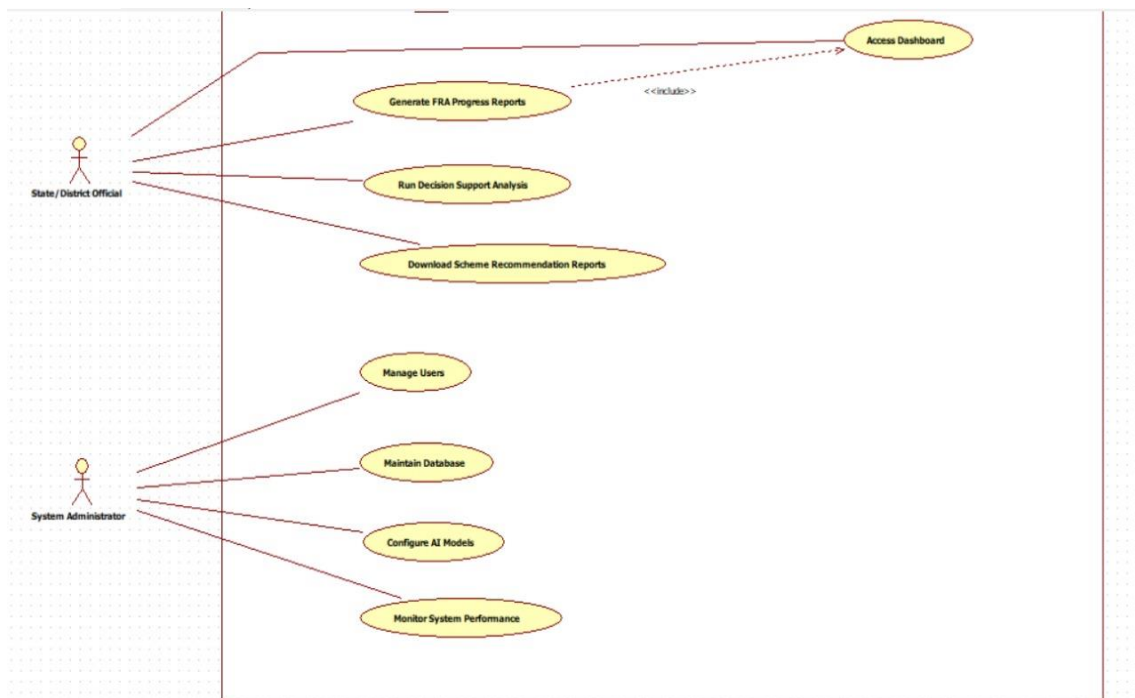 Access Dashboard
<<include>>
Generate FRA Progress Reports
State/District Official
Run Decision Support Analysis
Download Scheme Recommendation Reports
Manage Users
Maintain Database
System Administrator
Configure AI Models
Monitor System Performance